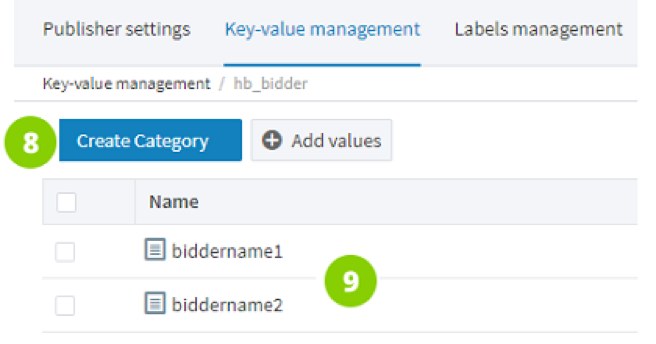 Publisher settings Key-value management Labels management
Key-value management / hb_bidder
8 Create Category Add values
Name
biddername1
9
biddername2